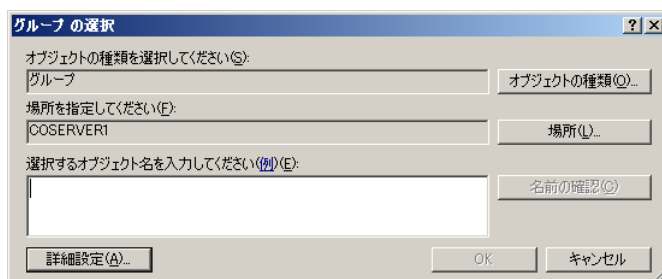 グループ の選択
オブジェクトの種類を選択してください(S):
グループ
オブジェクトの種類(O)...
場所を指定してください(F):
COSERVER1
場所(L)...
選択するオブジェクト名を入力してください(例)(E):
名前の確認(C)
詳細設定(A)...
OK
キャンセル